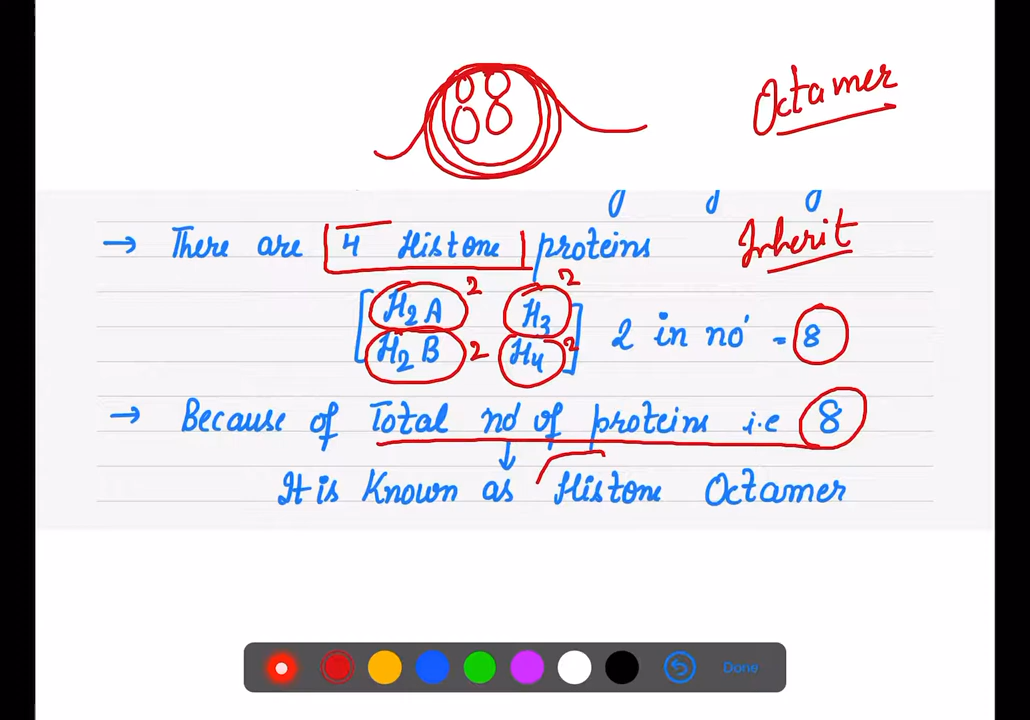 Octamer
→ There are 4 Histone proteins
Inherit
H2A 2 H3 2
H2B 2 H4 2
2 in no = 8
→ Because of Total no of proteins i.e 8
↓
It is Known as Histone Octamer
Done